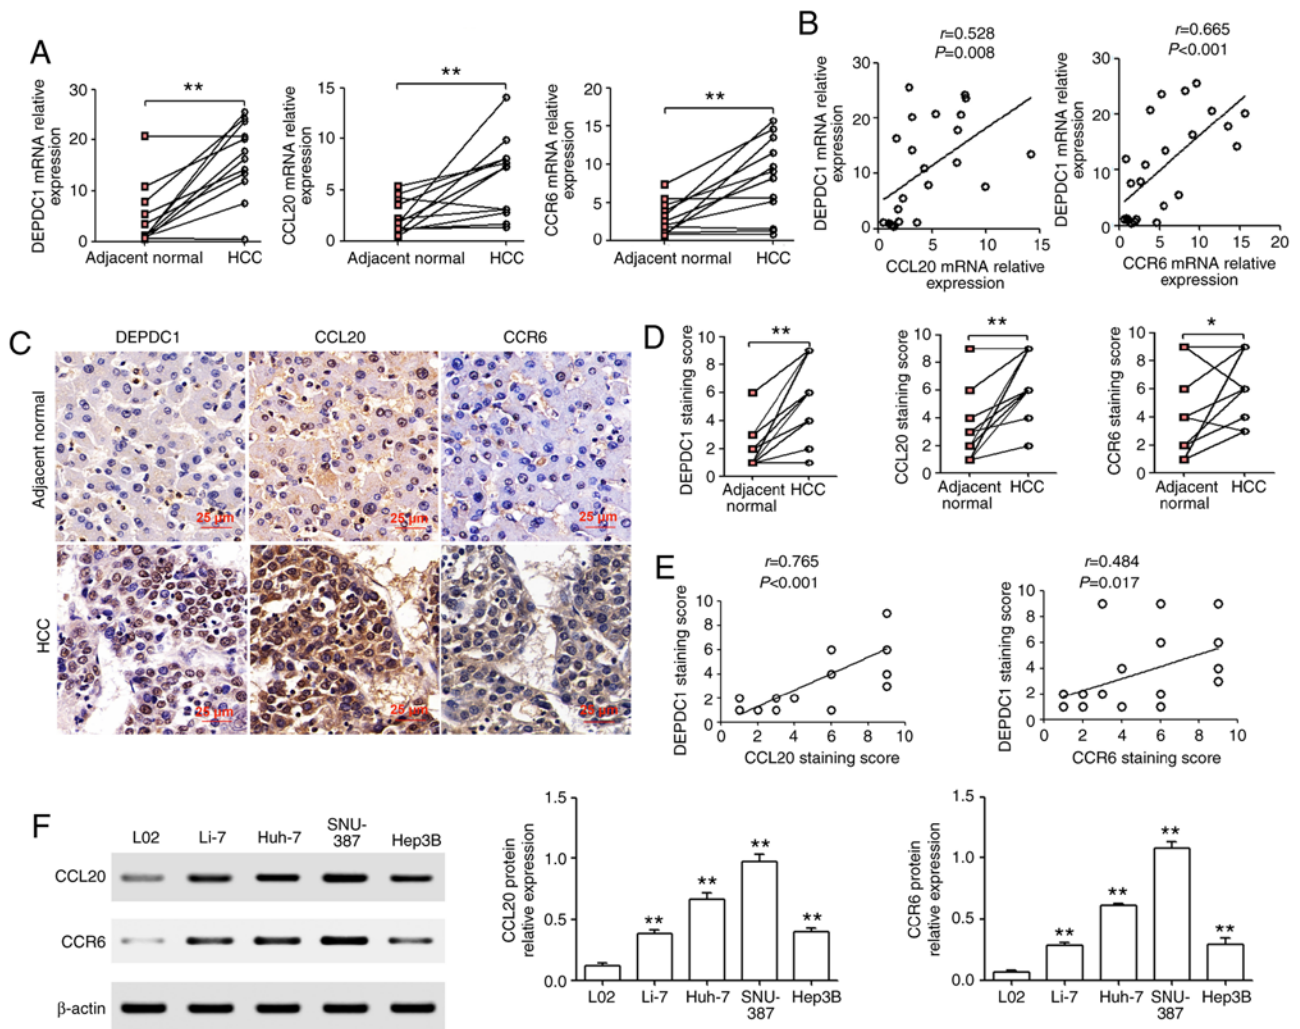 A
DEPDC1 mRNA relative
expression
30
20
10
0
**
Adjacent normal
HCC
CCL20 mRNA relative
expression
15
10
5
0
**
Adjacent normal
HCC
CCR6 mRNA relative
expression
20
15
10
5
0
**
Adjacent normal
HCC
B
r=0.528
P=0.008
DEPDC1 mRNA relative
expression
30
20
10
0
0
5
10
15
CCL20 mRNA relative
expression
r=0.665
P<0.001
DEPDC1 mRNA relative
expression
30
20
10
0
0
5
10
15
20
CCR6 mRNA relative
expression
C
DEPDC1
CCL20
CCR6
Adjacent normal
25 µm
25 µm
25 µm
HCC
25 µm
25 µm
25 µm
D
DEPDC1 staining score
10
8
6
4
2
0
**
Adjacent
normal
HCC
CCL20 staining score
10
8
6
4
2
0
**
Adjacent
normal
HCC
CCR6 staining score
10
8
6
4
2
0
*
Adjacent
normal
HCC
E
r=0.765
P<0.001
DEPDC1 staining score
10
8
6
4
2
0
0
2
4
6
8
10
CCL20 staining score
r=0.484
P=0.017
DEPDC1 staining score
10
8
6
4
2
0
0
2
4
6
8
10
CCR6 staining score
F
L02
Li-7
Huh-7
SNU-
387
Hep3B
CCL20
CCR6
β-actin
CCL20 protein
relative expression
1.5
1.0
0.5
0.0
**
**
**
**
L02
Li-7
Huh-7
SNU-
387
Hep3B
CCR6 protein
relative expression
1.5
1.0
0.5
0.0
**
**
**
**
L02
Li-7
Huh-7
SNU-
387
Hep3B